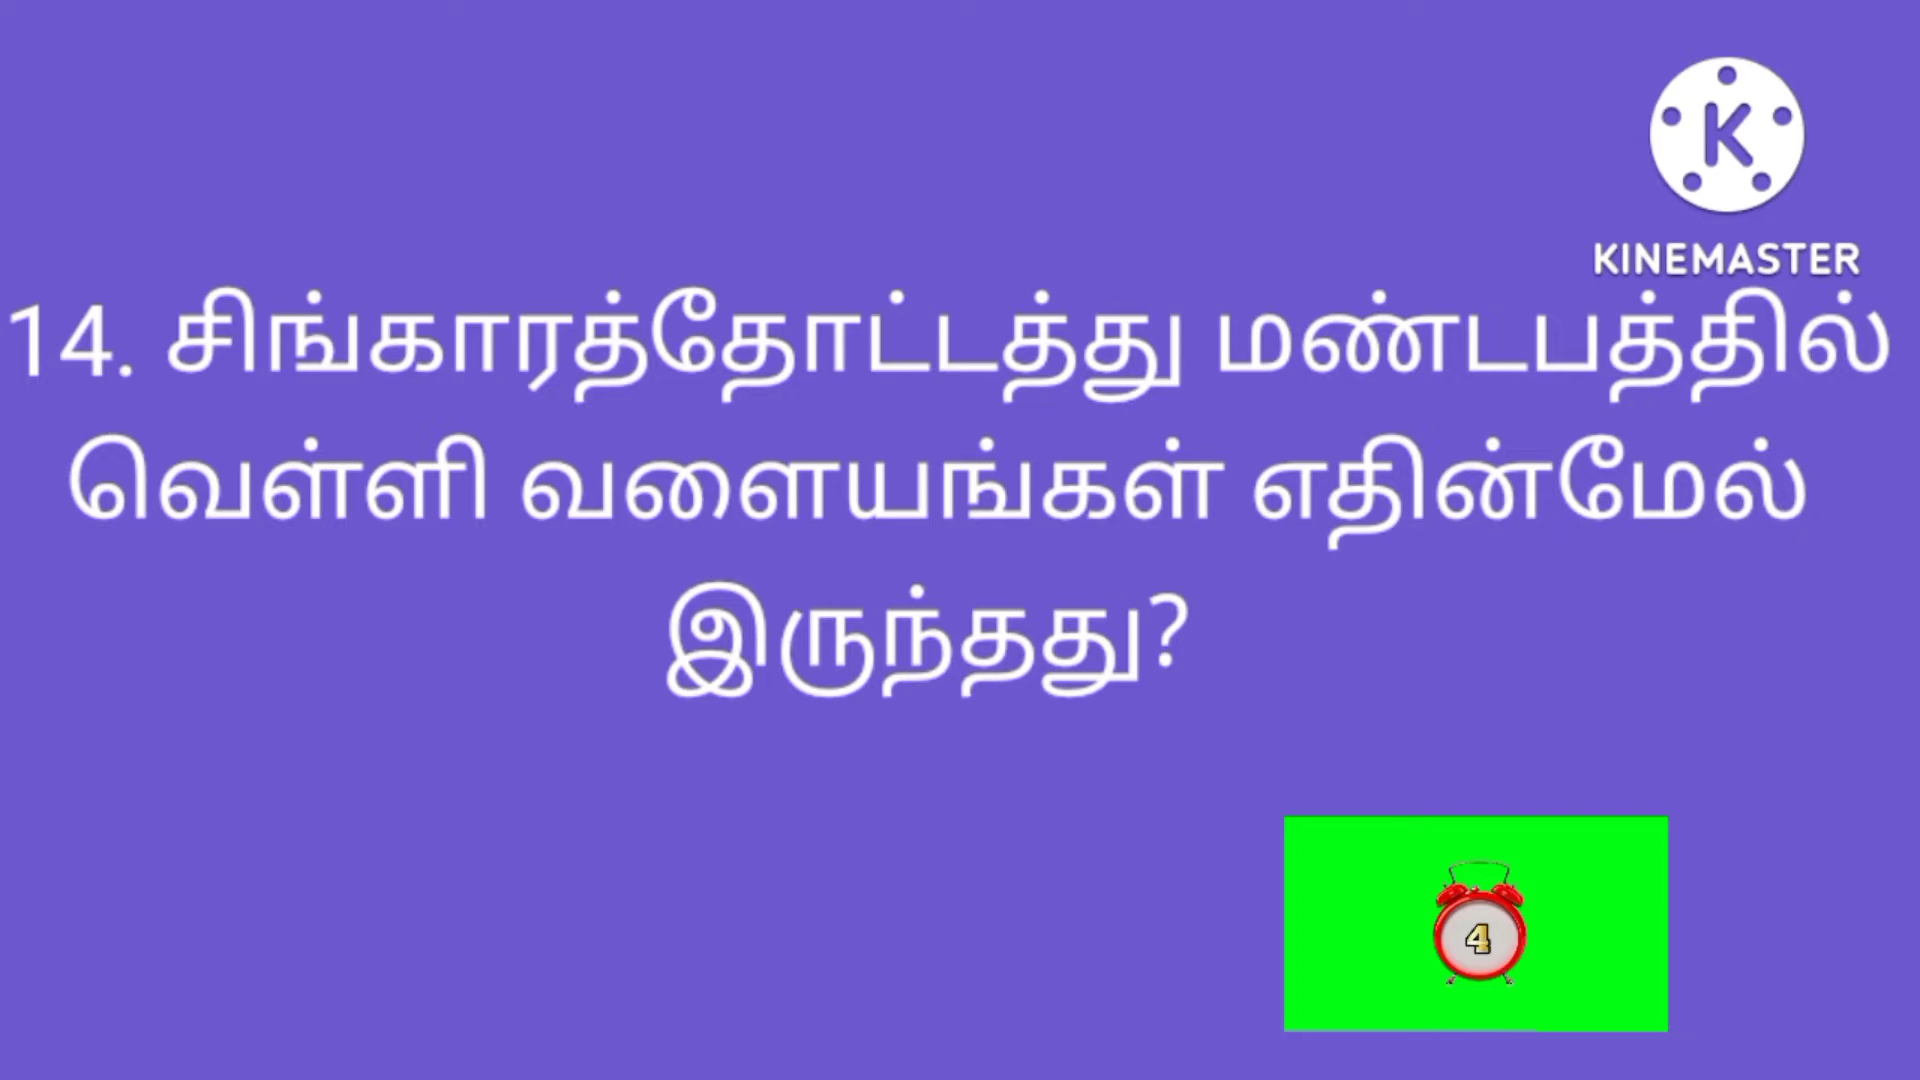 KINEMASTER
14. சிங்காரத்தோட்டத்து மண்டபத்தில்
வெள்ளி வளையங்கள் எதின்மேல்
இருந்தது?
4